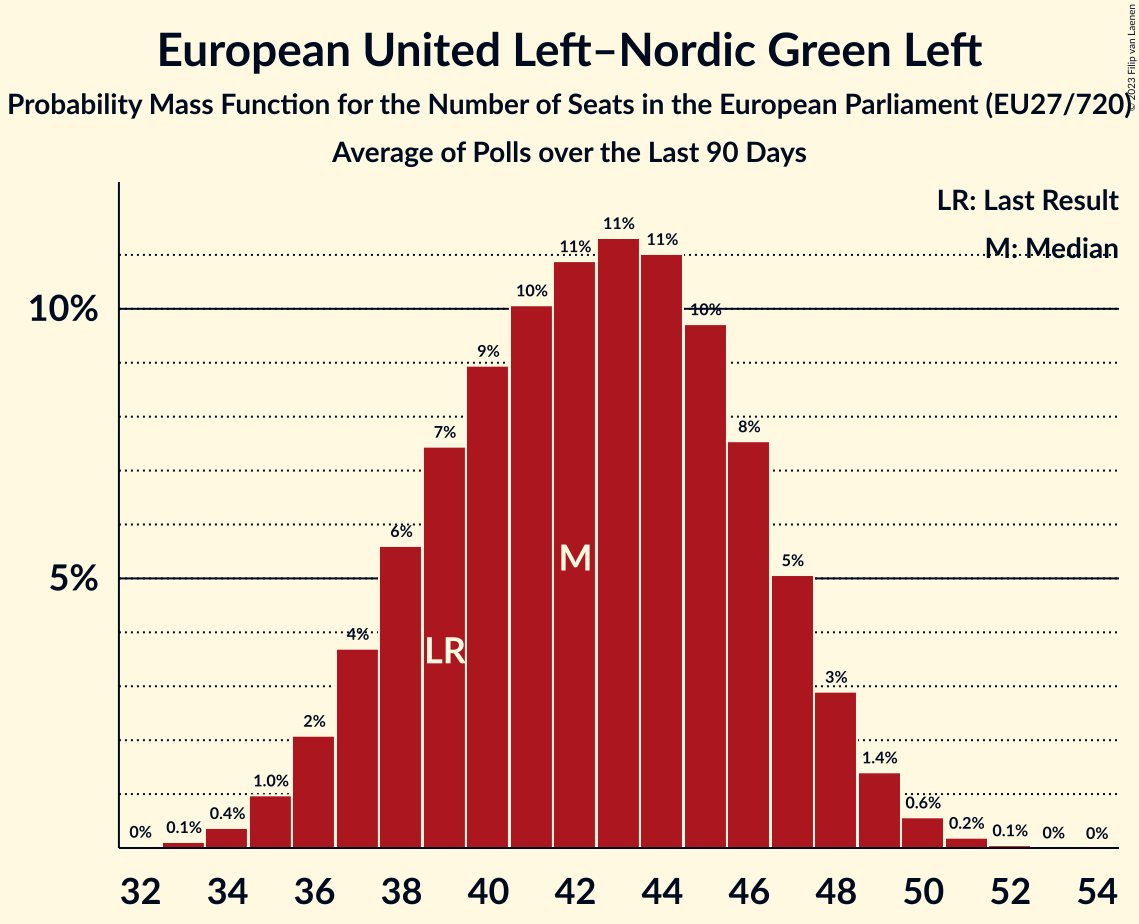 European United Left–Nordic Green Left
Probability Mass Function for the Number of Seats in the European Parliament (EU27/720)
Average of Polls over the Last 90 Days
© 2023 Filip van Laenen
LR: Last Result
M: Median
10%
5%
0%
0.1%
0.4%
1.0%
2%
4%
6%
7%
9%
10%
11%
11%
11%
10%
8%
5%
3%
1.4%
0.6%
0.2%
0.1%
0%
0%
LR
M
32 34 36 38 40 42 44 46 48 50 52 54